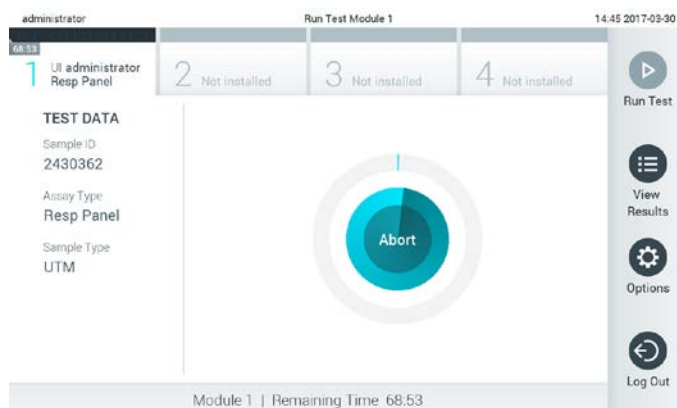 administrator
Run Test Module 1
14:45 2017-03-30
68:53
1 UI administrator
Resp Panel
2 Not installed
3 Not installed
4 Not installed
TEST DATA
Sample ID
2430362
Assay Type
Resp Panel
Sample Type
UTM
Abort
Run Test
View
Results
Options
Log Out
Module 1 | Remaining Time 68:53